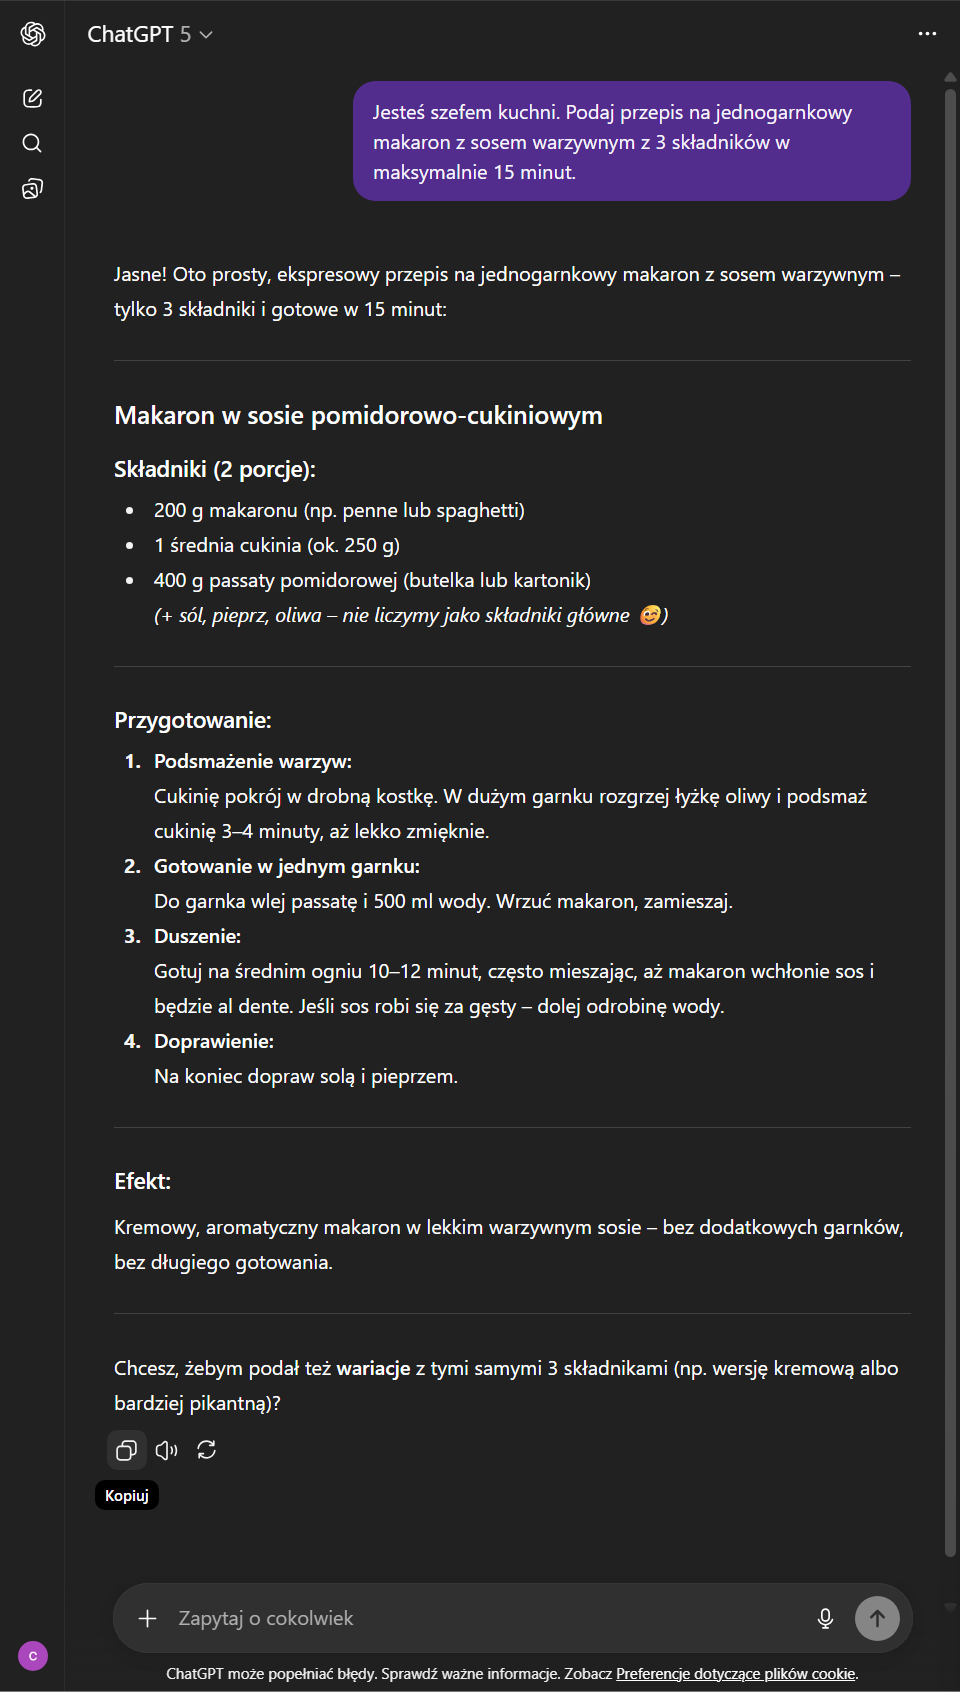 ChatGPT 5
Jesteś szefem kuchni. Podaj przepis na jednogarnkowy
makaron z sosem warzywnym z 3 składników w
maksymalnie 15 minut.
Jasne! Oto prosty, ekspresowy przepis na jednogarnkowy makaron z sosem warzywnym –
tylko 3 składniki i gotowe w 15 minut:
Makaron w sosie pomidorowo-cukiniowym
Składniki (2 porcje):
• 200 g makaronu (np. penne lub spaghetti)
• 1 średnia cukinia (ok. 250 g)
• 400 g passaty pomidorowej (butelka lub kartonik)
(+ sól, pieprz, oliwa – nie liczymy jako składniki główne 🥰)
Przygotowanie:
1. Podsmażenie warzyw:
Cukinię pokrój w drobną kostkę. W dużym garnku rozgrzej łyżkę oliwy i podsmaż
cukinię 3–4 minuty, aż lekko zmięknie.
2. Gotowanie w jednym garnku:
Do garnka wlej passatę i 500 ml wody. Wrzuć makaron, zamieszaj.
3. Duszenie:
Gotuj na średnim ogniu 10–12 minut, często mieszając, aż makaron wchłonie sos i
będzie al dente. Jeśli sos robi się za gęsty – dolej odrobinę wody.
4. Doprawienie:
Na koniec dopraw solą i pieprzem.
Efekt:
Kremowy, aromatyczny makaron w lekkim warzywnym sosie – bez dodatkowych garnków,
bez długiego gotowania.
Chcesz, żebym podał też wariacje z tymi samymi 3 składnikami (np. wersję kremową albo
bardziej pikantną)?
Kopiuj
Zapytaj o cokolwiek
C
ChatGPT może popełniać błędy. Sprawdź ważne informacje. Zobacz Preferencje dotyczące plików cookie.